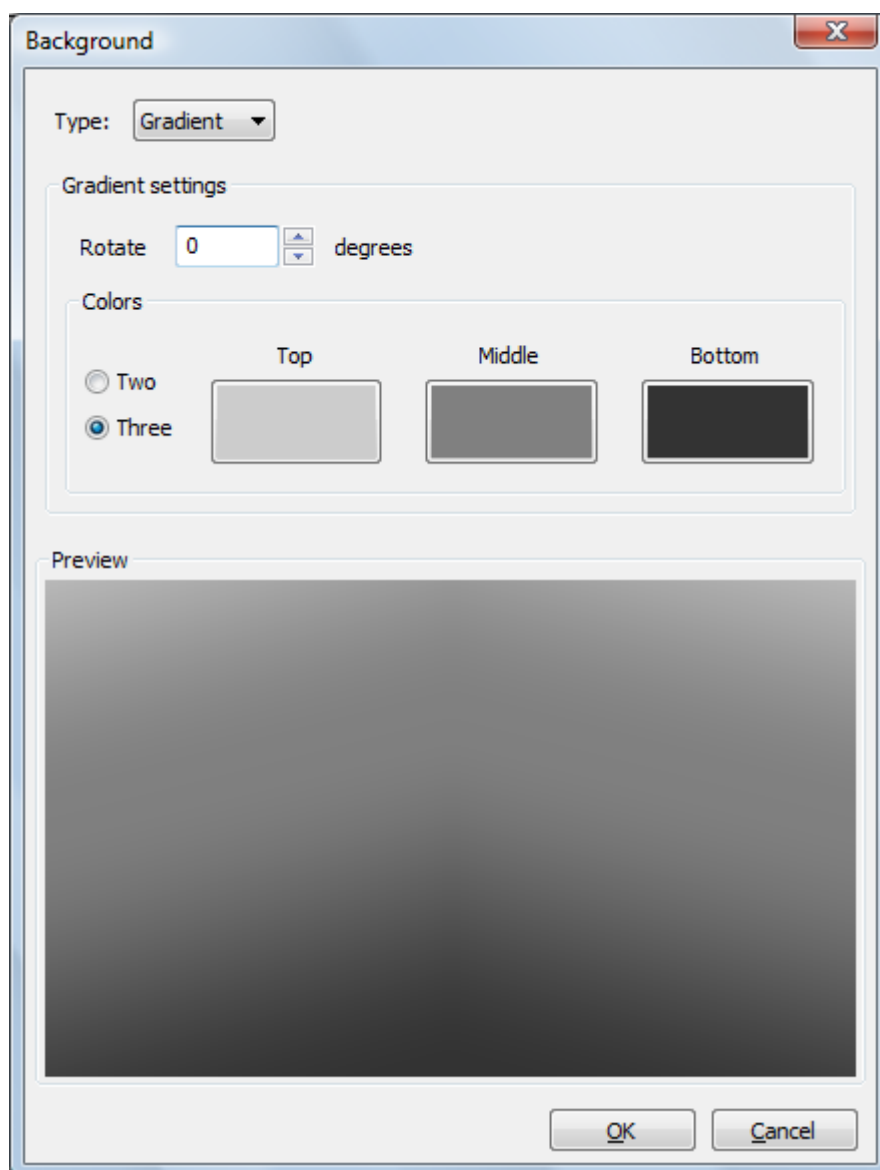 Background
Type: Gradient
Gradient settings
Rotate 0 degrees
Colors
Top Middle Bottom
Two
Three
Preview
OK Cancel